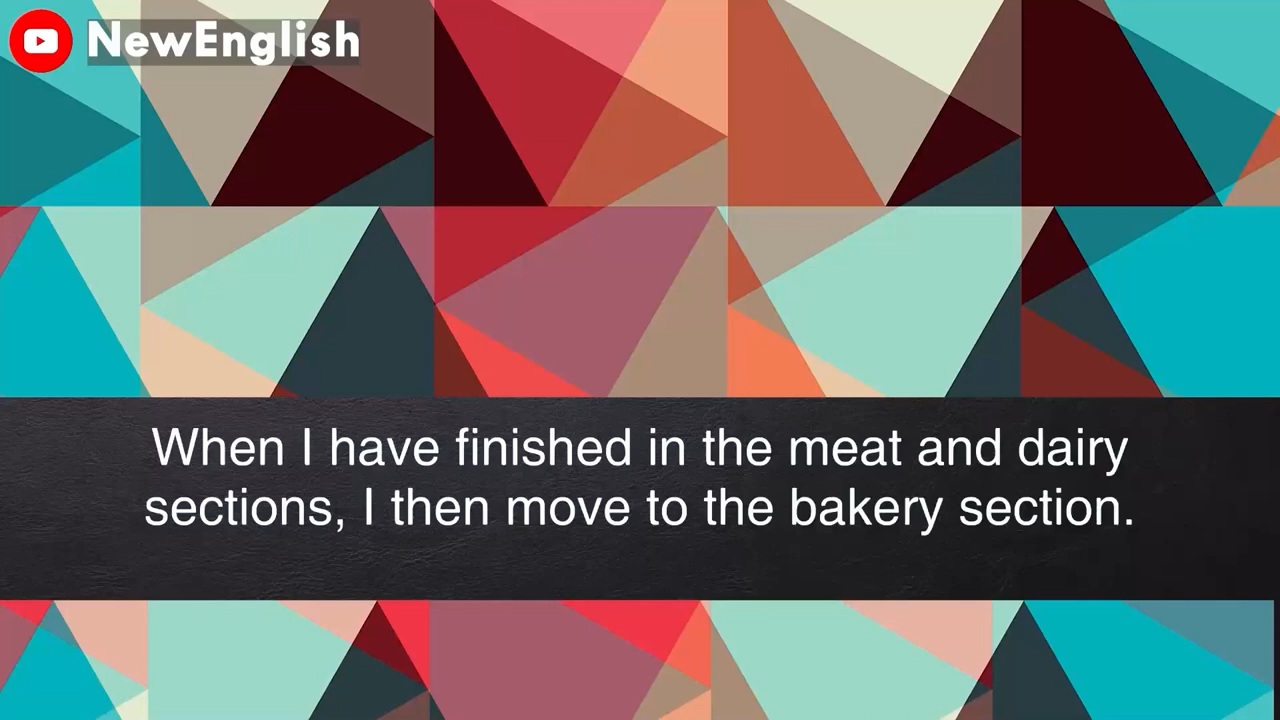 NewEnglish
When I have finished in the meat and dairy
sections, I then move to the bakery section.